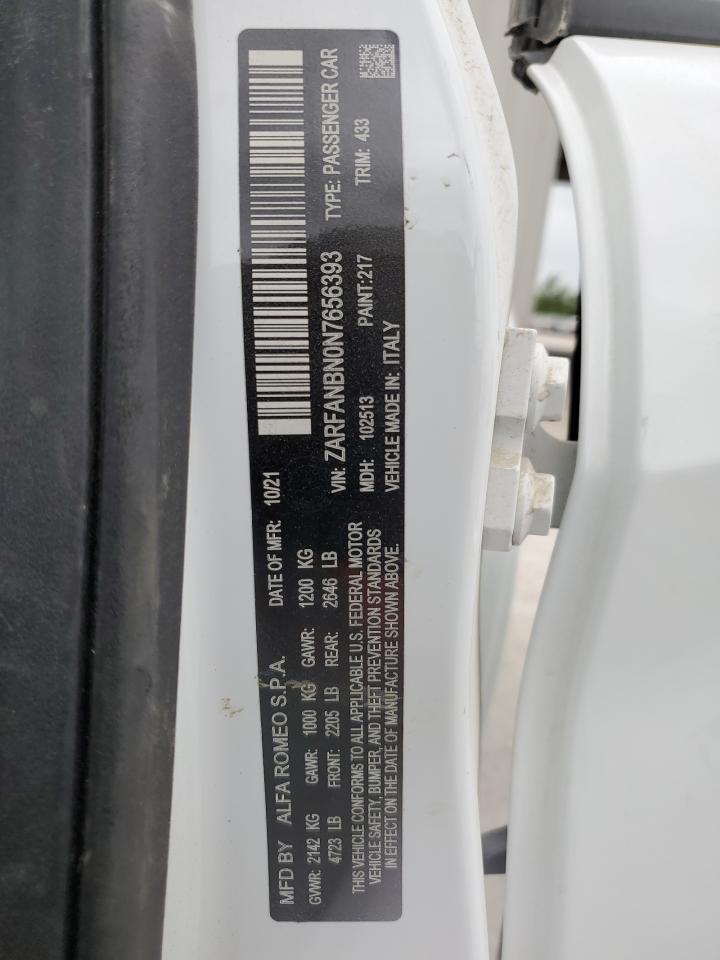 MFD BY ALFA ROMEO S.P.A. DATE OF MFR: 10/21
GVWR: 2142 KG GAWR: 1000 KG GAWR: 1200 KG
4723 LB FRONT: 2205 LB REAR: 2646 LB
THIS VEHICLE CONFORMS TO ALL APPLICABLE U.S. FEDERAL MOTOR
VEHICLE SAFETY, BUMPER, AND THEFT PREVENTION STANDARDS
IN EFFECT ON THE DATE OF MANUFACTURE SHOWN ABOVE.
VIN: ZARFANBN0N7656393 TYPE: PASSENGER CAR
MDH: 102513 PAINT:217 TRIM: 433
VEHICLE MADE IN: ITALY